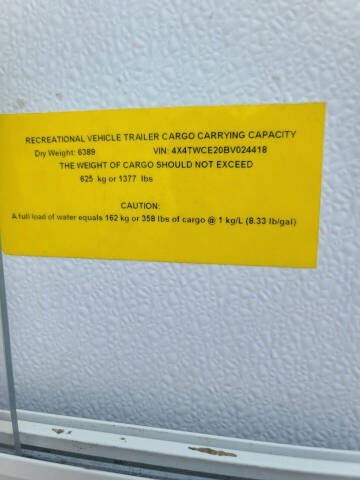 RECREATIONAL VEHICLE TRAILER CARGO CARRYING CAPACITY
Dry Weight: 6389 VIN: 4X4TWCE20BV024418
THE WEIGHT OF CARGO SHOULD NOT EXCEED
625 kg or 1377 lbs
CAUTION:
A full load of water equals 162 kg or 358 lbs of cargo @ 1 kg/L (8.33 lb/gal)